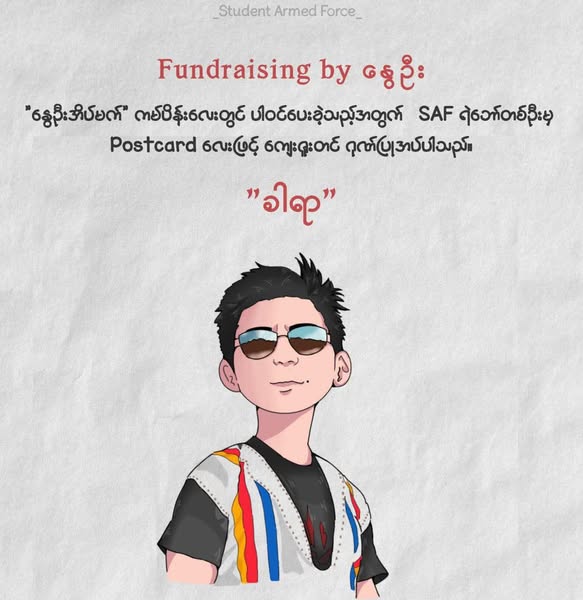 _Student Armed Force_
Fundraising by နွေဦး
"နွေဦးအိပ်မက်" ကမ်ပိန်းလေးတွင် ပါဝင်ပေးခဲ့သည့်အတွက် SAF ရဲဘော်တစ်ဦးမှ
Postcard လေးဖြင့် ကျေးဇူးတင် ဂုဏ်ပြုအပ်ပါသည်။
"ခါရာ"